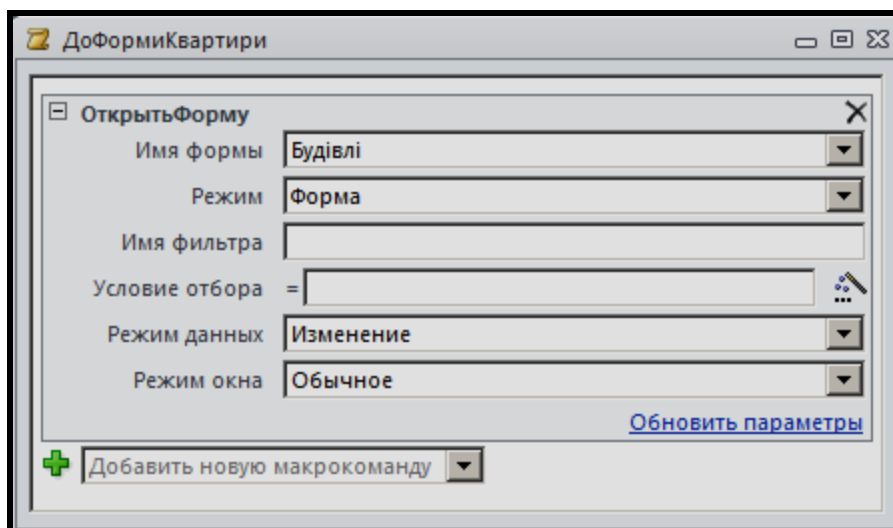 ДоФормиКвартири
ОткрытьФорму
Имя формы Будівлі
Режим Форма
Имя фильтра
Условие отбора =
Режим данных Изменение
Режим окна Обычное
Обновить параметры
Добавить новую макрокоманду